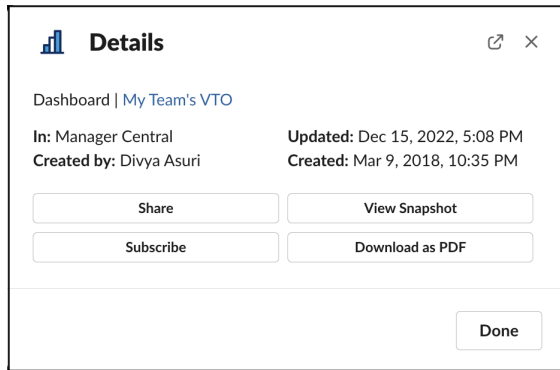 Details
Dashboard | My Team's VTO
In: Manager Central
Updated: Dec 15, 2022, 5:08 PM
Created by: Divya Asuri
Created: Mar 9, 2018, 10:35 PM
Share
View Snapshot
Subscribe
Download as PDF
Done